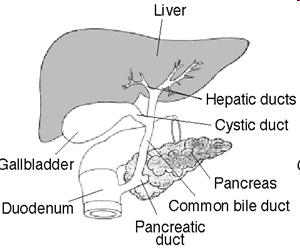 Liver
Hepatic ducts
Cystic duct
Gallbladder
Pancreas
Duodenum
Common bile duct
Pancreatic
duct